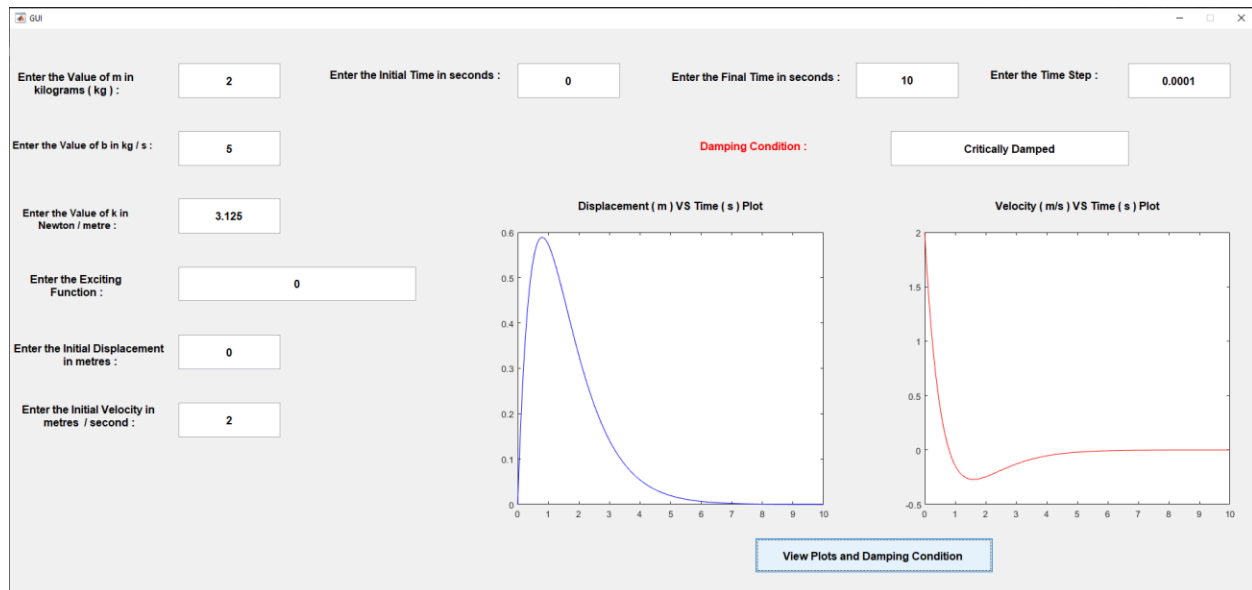 GUI
Enter the Value of m in
kilograms ( kg ) :
2
Enter the Initial Time in seconds :
0
Enter the Final Time in seconds :
10
Enter the Time Step :
0.0001
Enter the Value of b in kg / s :
5
Damping Condition :
Critically Damped
Enter the Value of k in
Newton / metre :
3.125
Enter the Exciting
Function :
0
Enter the Initial Displacement
in metres :
0
Enter the Initial Velocity in
metres / second :
2
Displacement ( m ) VS Time ( s ) Plot
0.6
0.5
0.4
0.3
0.2
0.1
0
0 1 2 3 4 5 6 7 8 9 10
Velocity ( m/s ) VS Time ( s ) Plot
2
1.5
1
0.5
0
-0.5
0 1 2 3 4 5 6 7 8 9 10
View Plots and Damping Condition